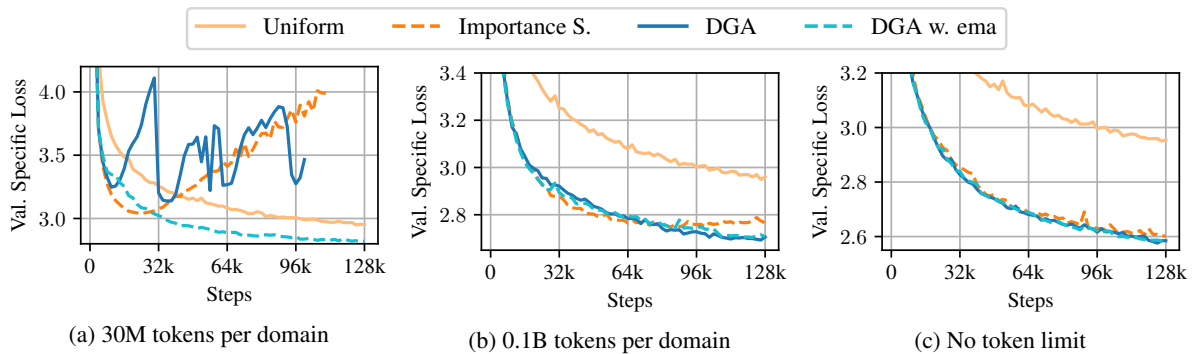 Uniform Importance S. DGA DGA w. ema
Val. Specific Loss
4.0
3.5
3.0
0 32k 64k 96k 128k
Steps
(a) 30M tokens per domain
Val. Specific Loss
3.4
3.2
3.0
2.8
0 32k 64k 96k 128k
Steps
(b) 0.1B tokens per domain
Val. Specific Loss
3.2
3.0
2.8
2.6
0 32k 64k 96k 128k
Steps
(c) No token limit